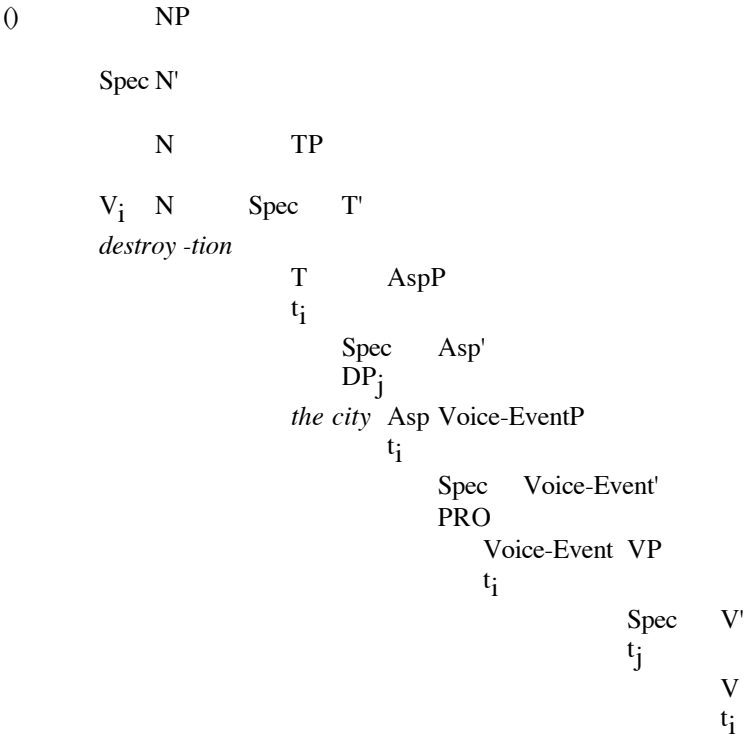 () NP
Spec N'
N TP
Vi N Spec T'
destroy -tion
T AspP
ti
Spec Asp'
DPj
the city Asp Voice-EventP
ti
Spec Voice-Event'
PRO
Voice-Event VP
ti
Spec V'
tj
V
ti